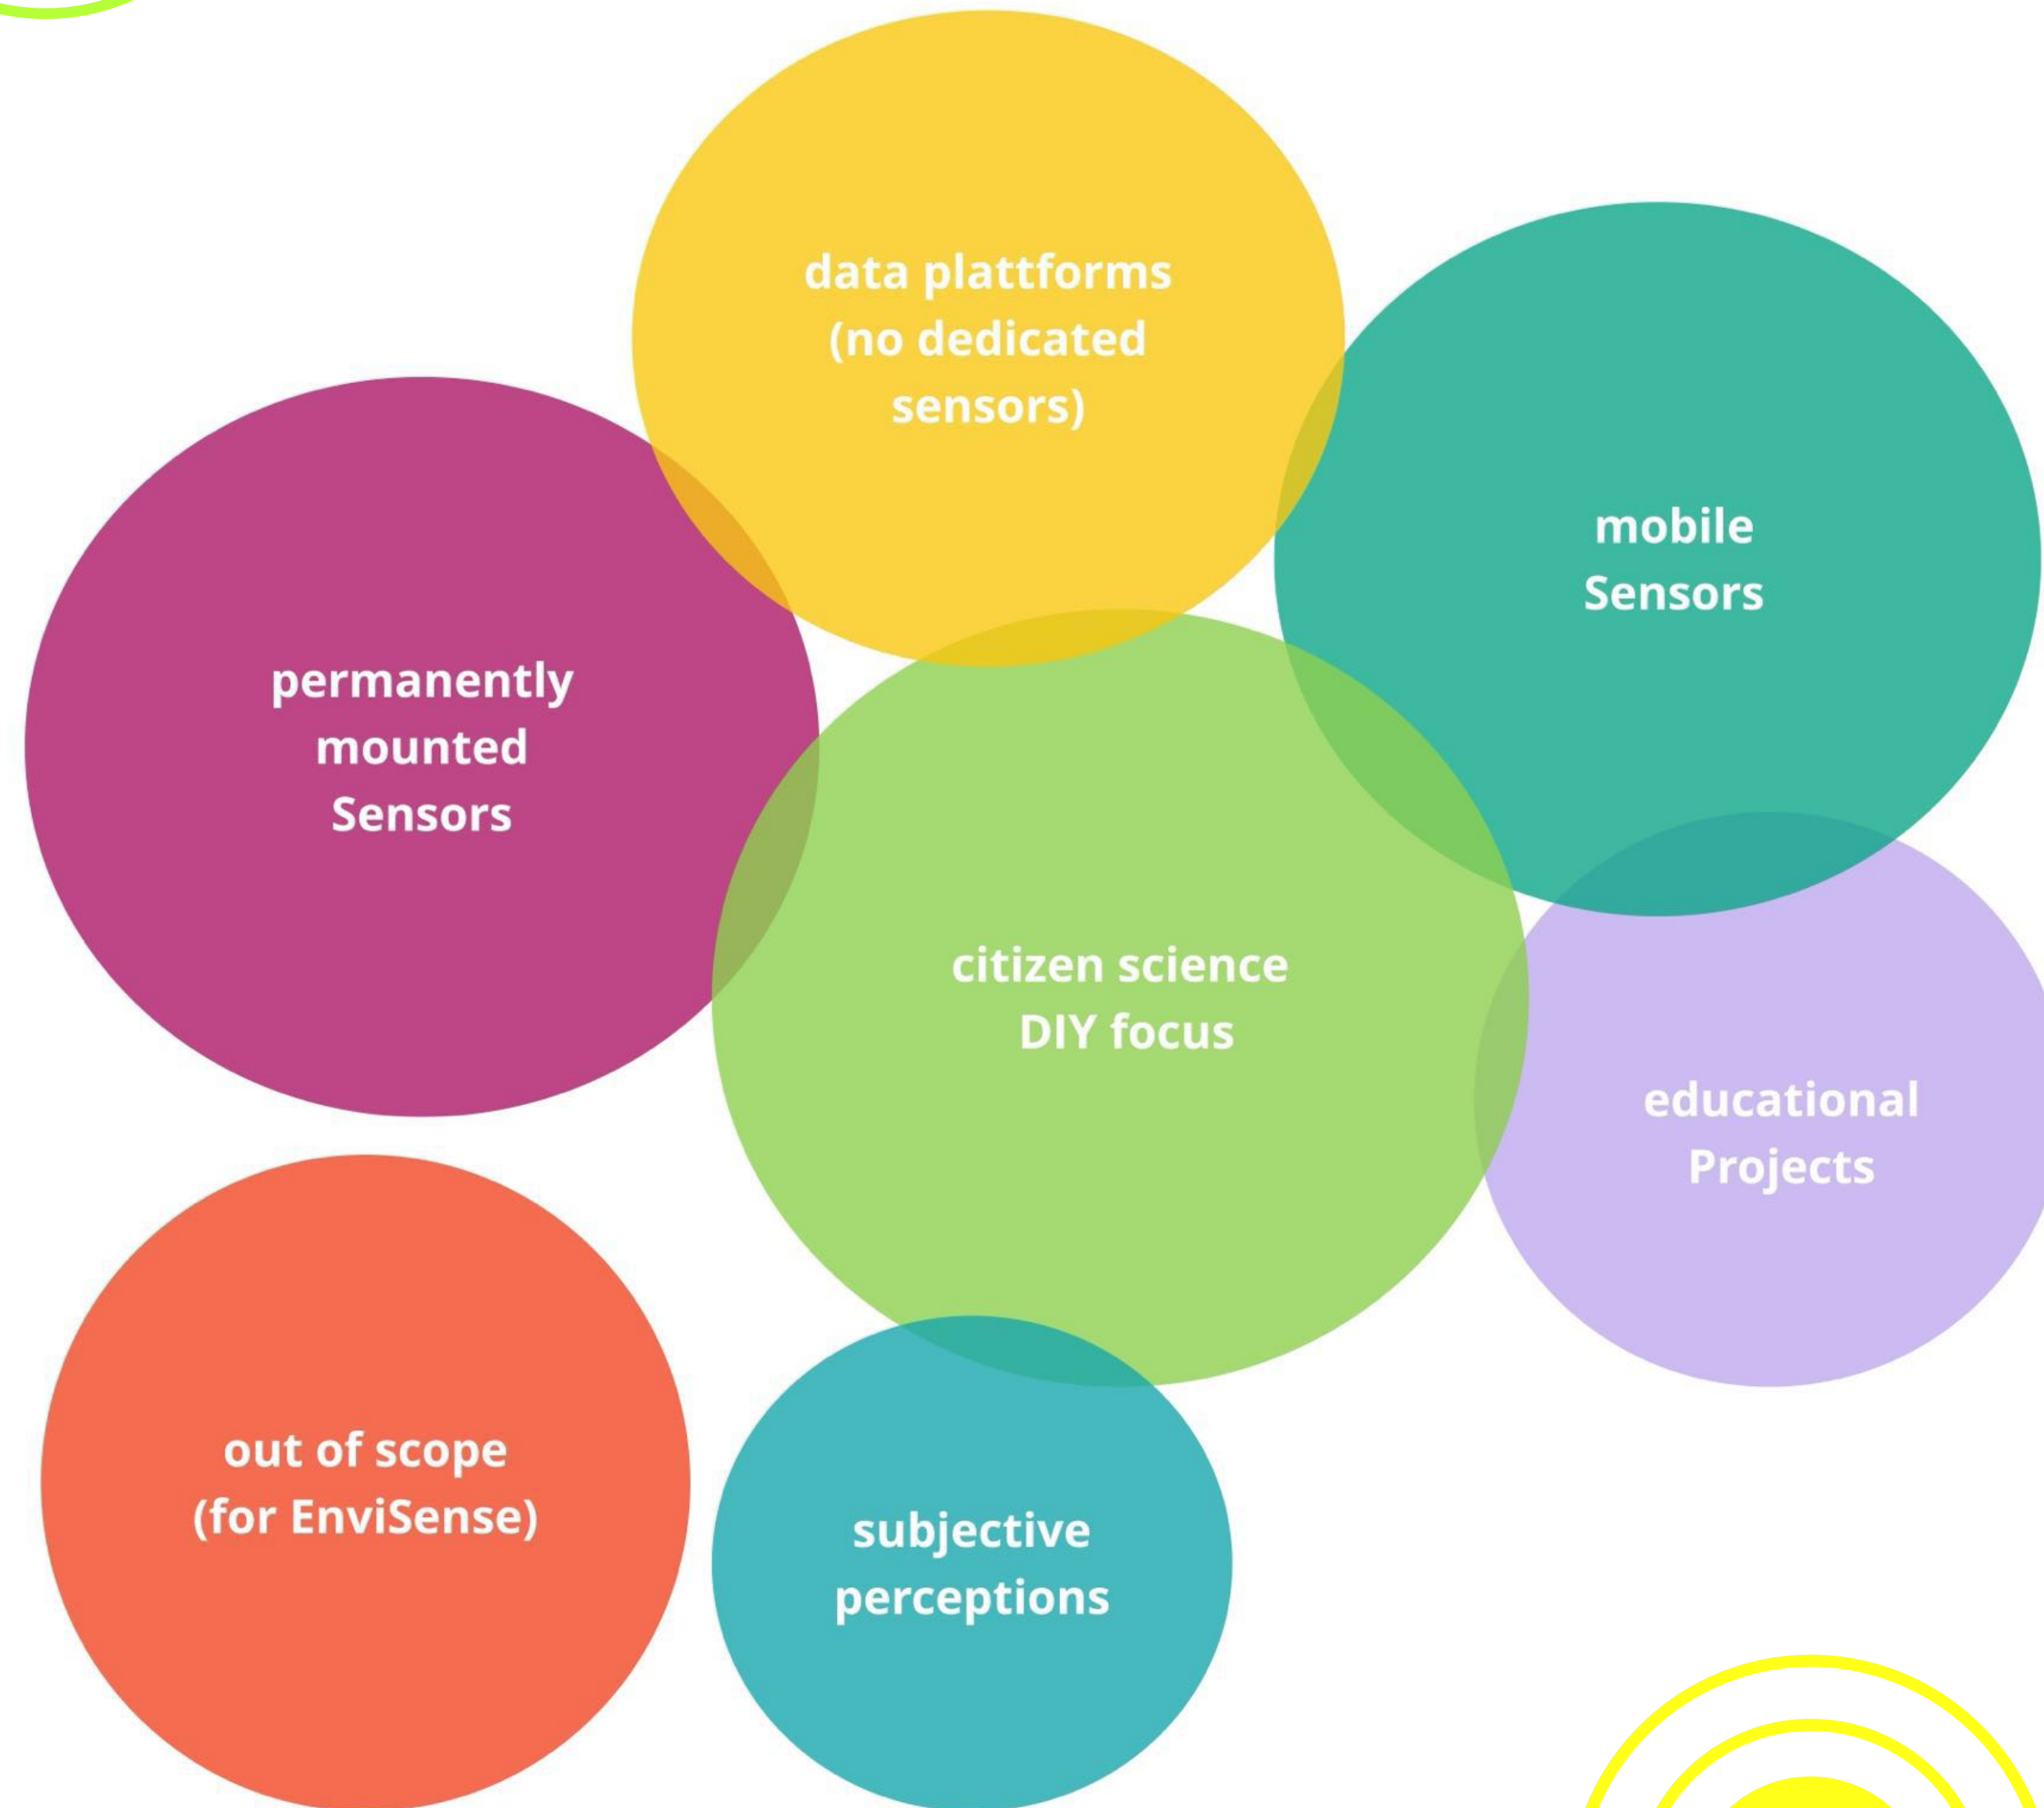 data plattforms
(no dedicated
sensors)
mobile
Sensors
permanently
mounted
Sensors
citizen science
DIY focus
educational
Projects
out of scope
(for EnviSense)
subjective
perceptions